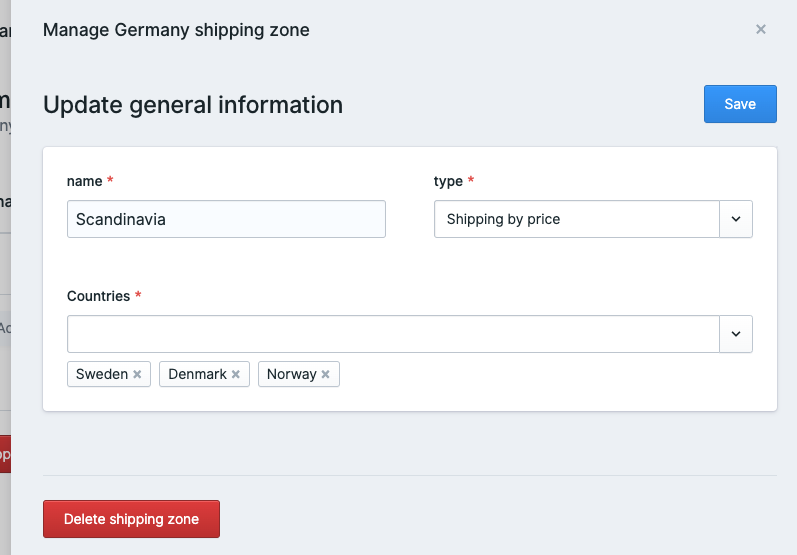 Manage Germany shipping zone ×
Update general information
Save
name * type *
Scandinavia Shipping by price
Countries *
Sweden × Denmark × Norway ×
Delete shipping zone